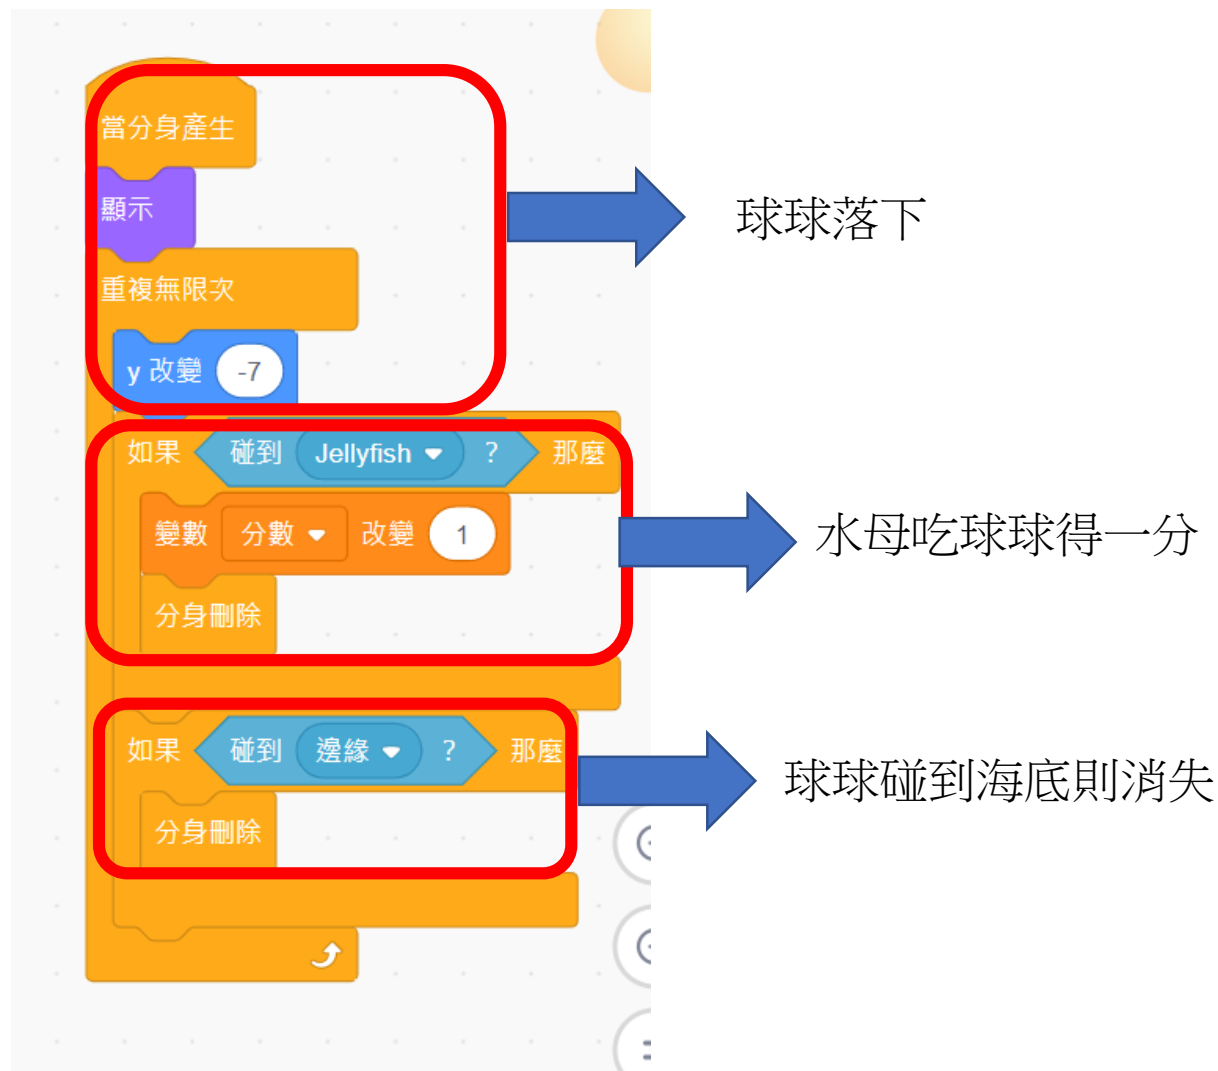 當分身產生
顯示
重複無限次
y 改變 -7
球球落下
如果 碰到 Jellyfish ? 那麼
變數 分數 改變 1
分身刪除
水母吃球球得一分
如果 碰到 邊緣 ? 那麼
分身刪除
球球碰到海底則消失